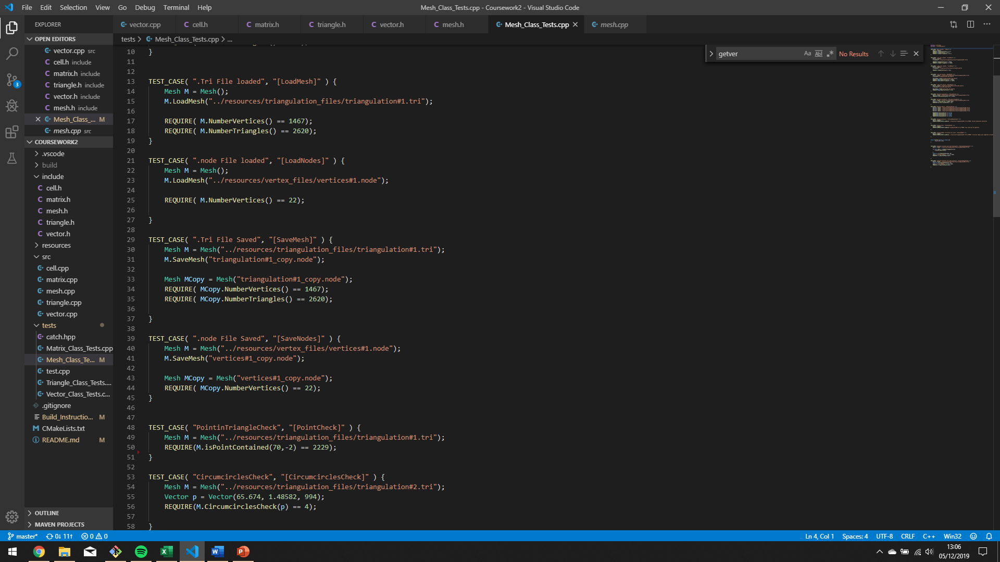 File Edit Selection View Go Debug Terminal Help
Mesh_Class_Tests.cpp - Coursework2 - Visual Studio Code
EXPLORER
vector.cpp
cell.h
matrix.h
triangle.h
vector.h
mesh.h
Mesh_Class_Tests.cpp
mesh.cpp
tests > Mesh_Class_Tests.cpp > ...
getver
Aa Abl .*
No Results
OPEN EDITORS
vector.cpp src
cell.h include
matrix.h include
triangle.h include
vector.h include
mesh.h include
Mesh_Class_... M
mesh.cpp src
COURSEWORK2
.vscode
build
include
cell.h
matrix.h
mesh.h
triangle.h
vector.h
resources
src
cell.cpp
matrix.cpp
mesh.cpp
triangle.cpp
vector.cpp
tests
catch.hpp
Matrix_Class_Tests.cpp
Mesh_Class_Te... M
test.cpp
Triangle_Class_Tests....
Vector_Class_Tests.c...
.gitignore
Build_Instructio... M
CMakeLists.txt
README.md M
OUTLINE
MAVEN PROJECTS
3
10 }
11
12
13 TEST_CASE( ".Tri File loaded", "[LoadMesh]" ) {
14 Mesh M = Mesh();
15 M.LoadMesh("../resources/triangulation_files/triangulation#1.tri");
16
17 REQUIRE( M.NumberVertices() == 1467);
18 REQUIRE( M.NumberTriangles() == 2620);
19 }
20
21 TEST_CASE( ".node File loaded", "[LoadNodes]" ) {
22 Mesh M = Mesh();
23 M.LoadMesh("../resources/vertex_files/vertices#1.node");
24
25 REQUIRE( M.NumberVertices() == 22);
26
27 }
28
29 TEST_CASE( ".Tri File Saved", "[SaveMesh]" ) {
30 Mesh M = Mesh("../resources/triangulation_files/triangulation#1.tri");
31 M.SaveMesh("triangulation#1_copy.node");
32
33 Mesh MCopy = Mesh("triangulation#1_copy.node");
34 REQUIRE( MCopy.NumberVertices() == 1467);
35 REQUIRE( MCopy.NumberTriangles() == 2620);
36
37 }
38
39 TEST_CASE( ".node File Saved", "[SaveNodes]" ) {
40 Mesh M = Mesh("../resources/vertex_files/vertices#1.node");
41 M.SaveMesh("vertices#1_copy.node");
42
43 Mesh MCopy = Mesh("vertices#1_copy.node");
44 REQUIRE( MCopy.NumberVertices() == 22);
45 }
46
47
48 TEST_CASE( "PointinTriangleCheck", "[PointCheck]" ) {
49 Mesh M = Mesh("../resources/triangulation_files/triangulation#1.tri");
50 REQUIRE(M.isPointContained(70,-2) == 2229);
51 }
52
53 TEST_CASE( "CircumcirclesCheck", "[CircumcirclesCheck]" ) {
54 Mesh M = Mesh("../resources/triangulation_files/triangulation#2.tri");
55 Vector p = Vector(65.674, 1.48582, 994);
56 REQUIRE(M.CircumcirclesCheck(p) == 4);
57
58 }
master* 0↓ 11↑ 0 0
Ln 4, Col 1 Spaces: 4 UTF-8 CRLF C++ Win32
13:06
05/12/2019